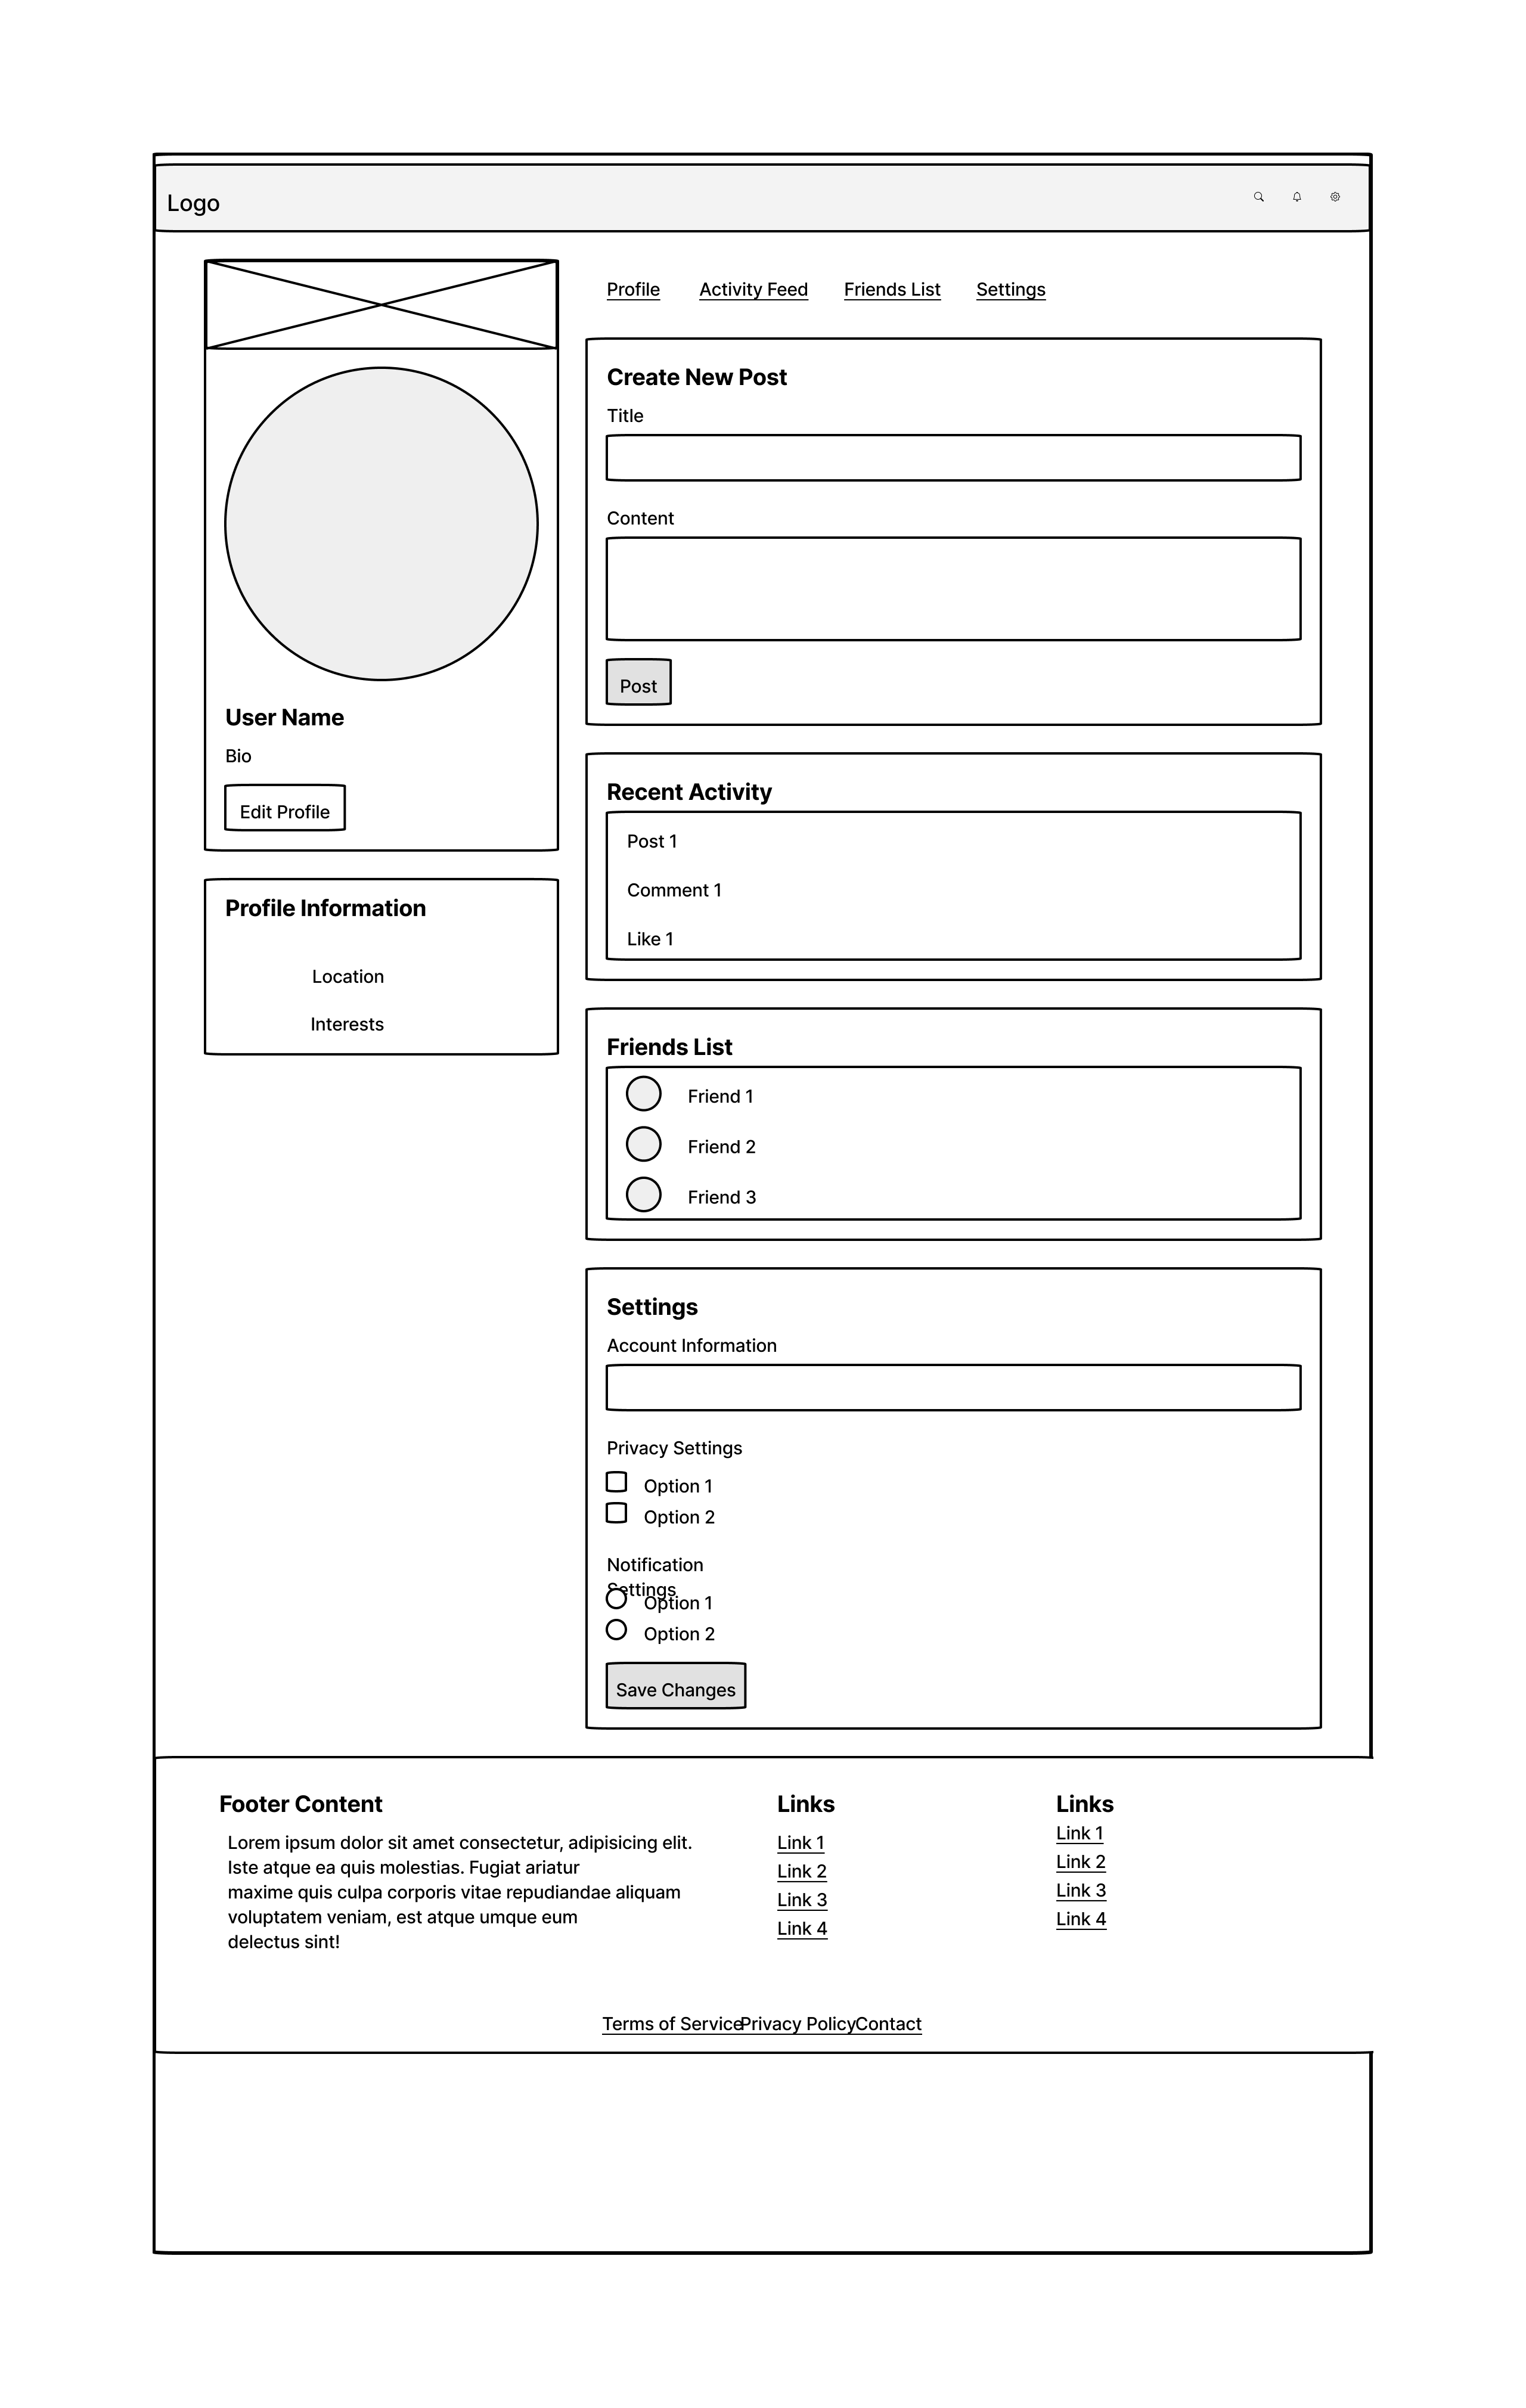 Logo
Profile Activity Feed Friends List Settings
User Name
Bio
Edit Profile
Profile Information
Location
Interests
Create New Post
Title
Content
Post
Recent Activity
Post 1
Comment 1
Like 1
Friends List
Friend 1
Friend 2
Friend 3
Settings
Account Information
Privacy Settings
Option 1
Option 2
Notification
Settings
Option 1
Option 2
Save Changes
Footer Content
Lorem ipsum dolor sit amet consectetur, adipisicing elit.
Iste atque ea quis molestias. Fugiat ariatur
maxime quis culpa corporis vitae repudiandae aliquam
voluptatem veniam, est atque umque eum
delectus sint!
Links
Link 1
Link 2
Link 3
Link 4
Links
Link 1
Link 2
Link 3
Link 4
Terms of Service Privacy Policy Contact